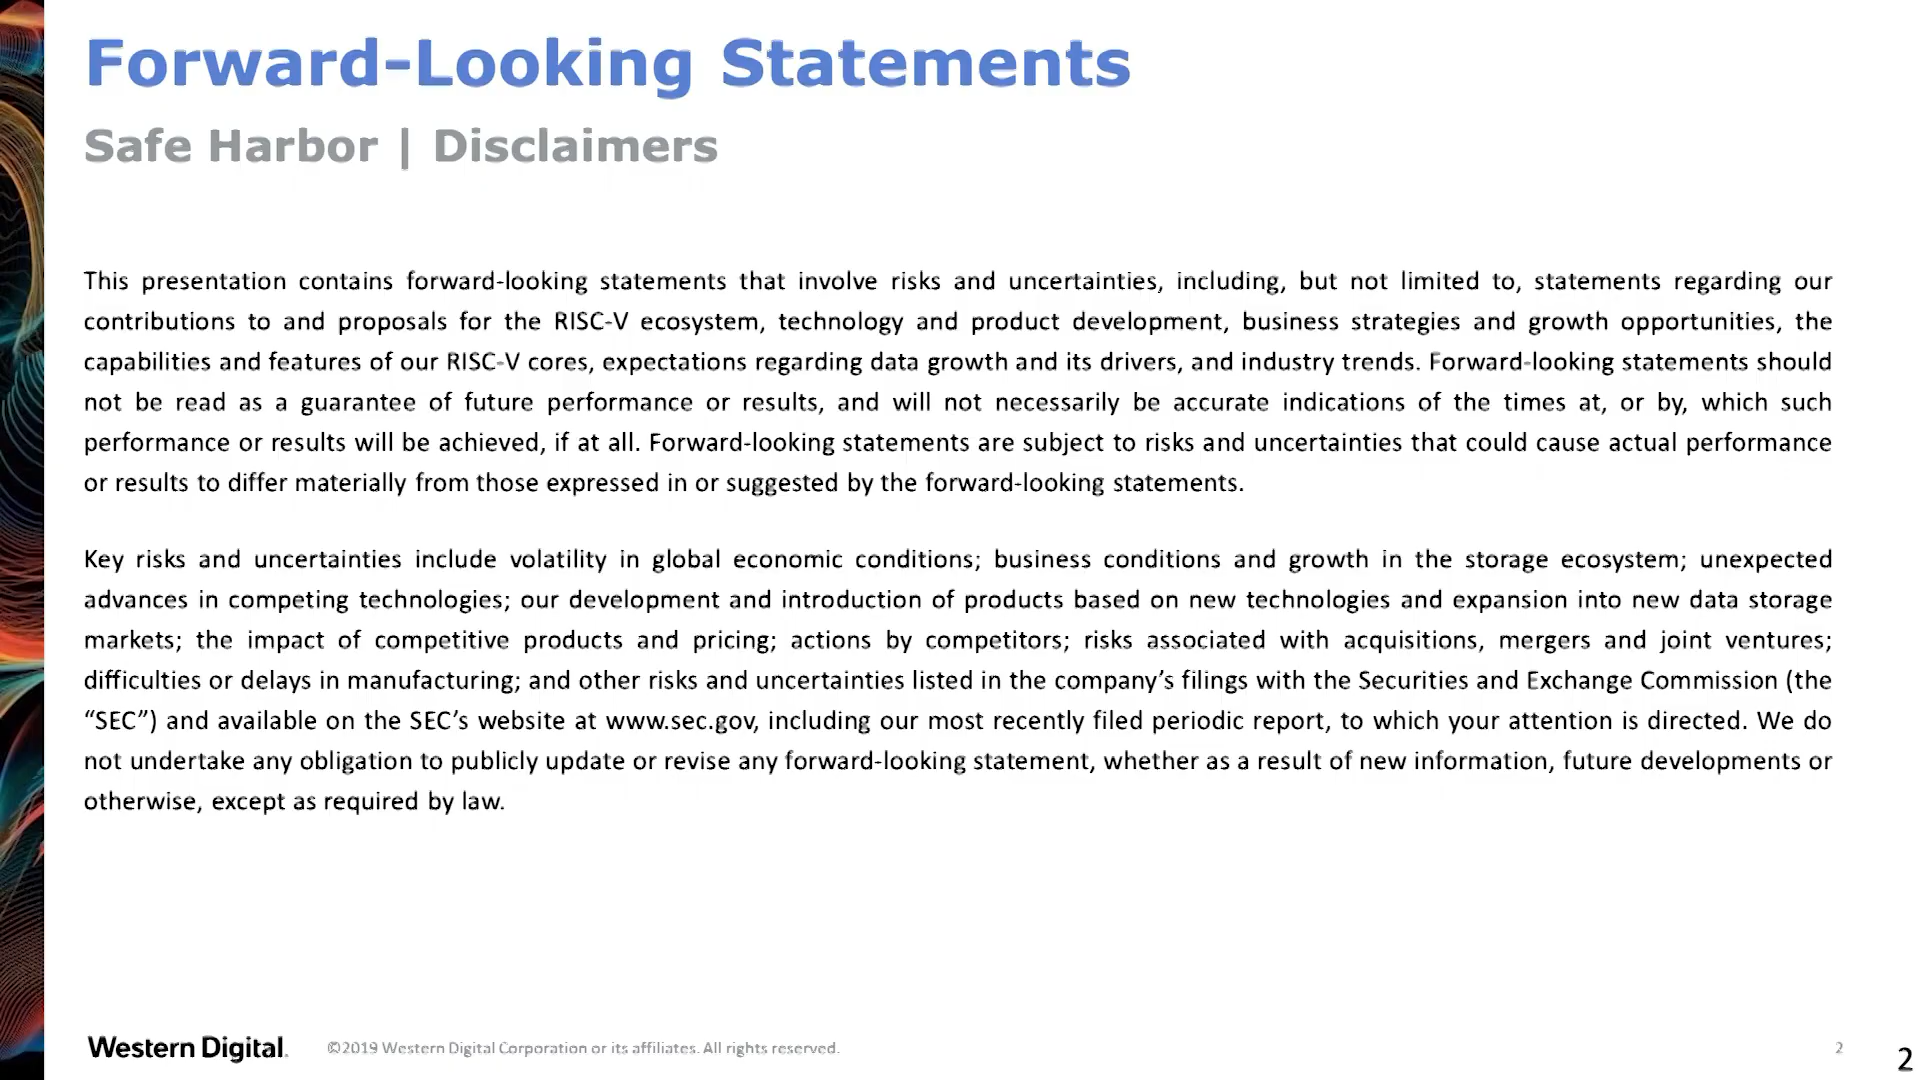 Forward-Looking Statements
Safe Harbor | Disclaimers
This presentation contains forward-looking statements that involve risks and uncertainties, including, but not limited to, statements regarding our
contributions to and proposals for the RISC-V ecosystem, technology and product development, business strategies and growth opportunities, the
capabilities and features of our RISC-V cores, expectations regarding data growth and its drivers, and industry trends. Forward-looking statements should
not be read as a guarantee of future performance or results, and will not necessarily be accurate indications of the times at, or by, which such
performance or results will be achieved, if at all. Forward-looking statements are subject to risks and uncertainties that could cause actual performance
or results to differ materially from those expressed in or suggested by the forward-looking statements.
Key risks and uncertainties include volatility in global economic conditions; business conditions and growth in the storage ecosystem; unexpected
advances in competing technologies; our development and introduction of products based on new technologies and expansion into new data storage
markets; the impact of competitive products and pricing; actions by competitors; risks associated with acquisitions, mergers and joint ventures;
difficulties or delays in manufacturing; and other risks and uncertainties listed in the company’s filings with the Securities and Exchange Commission (the
“SEC”) and available on the SEC’s website at www.sec.gov, including our most recently filed periodic report, to which your attention is directed. We do
not undertake any obligation to publicly update or revise any forward-looking statement, whether as a result of new information, future developments or
otherwise, except as required by law.
Western Digital. ©2019 Western Digital Corporation or its affiliates. All rights reserved. 2
2